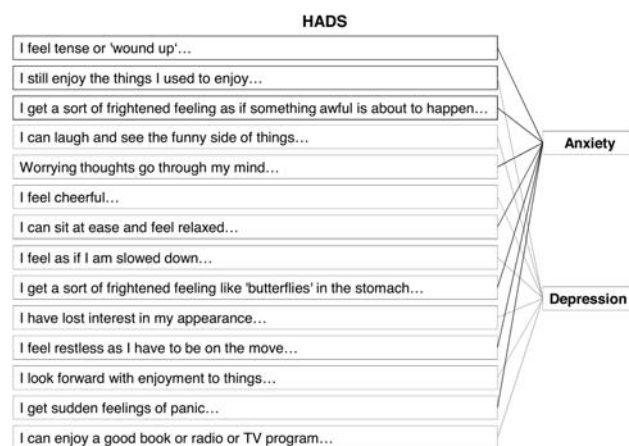 HADS
I feel tense or 'wound up'...
I still enjoy the things I used to enjoy...
I get a sort of frightened feeling as if something awful is about to happen...
I can laugh and see the funny side of things...
Anxiety
Worrying thoughts go through my mind...
I feel cheerful...
I can sit at ease and feel relaxed...
I feel as if I am slowed down...
I get a sort of frightened feeling like 'butterflies' in the stomach...
Depression
I have lost interest in my appearance...
I feel restless as I have to be on the move...
I look forward with enjoyment to things...
I get sudden feelings of panic...
I can enjoy a good book or radio or TV program...